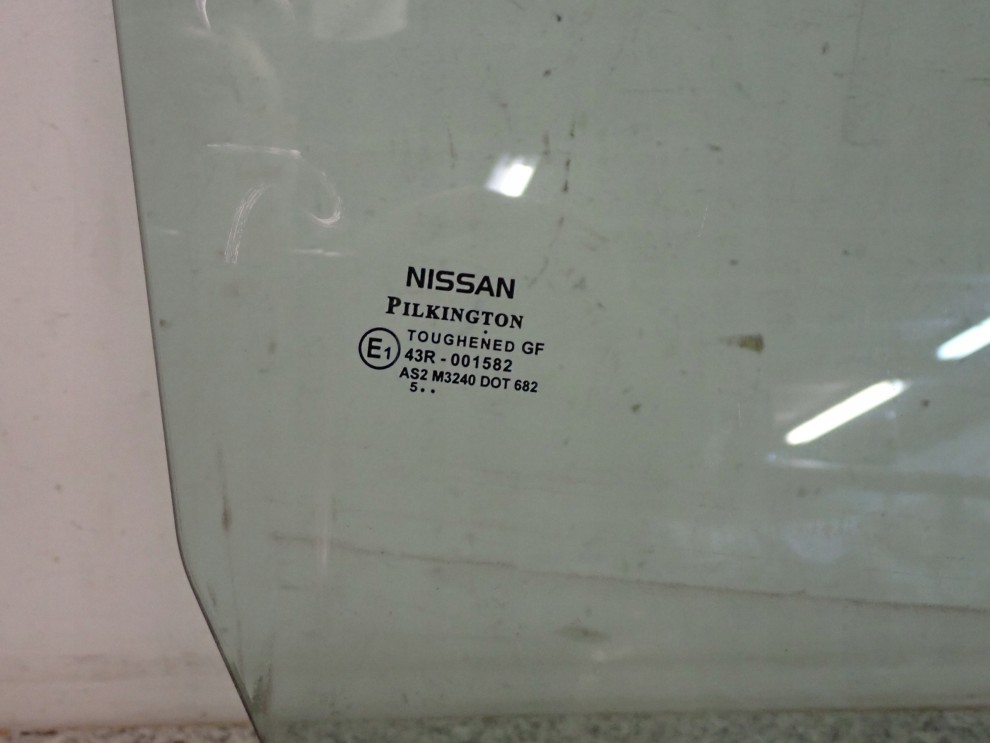 NISSAN
PILKINGTON
TOUGHENED GF
E1 43R - 001582
AS2 M3240 DOT 682
5..